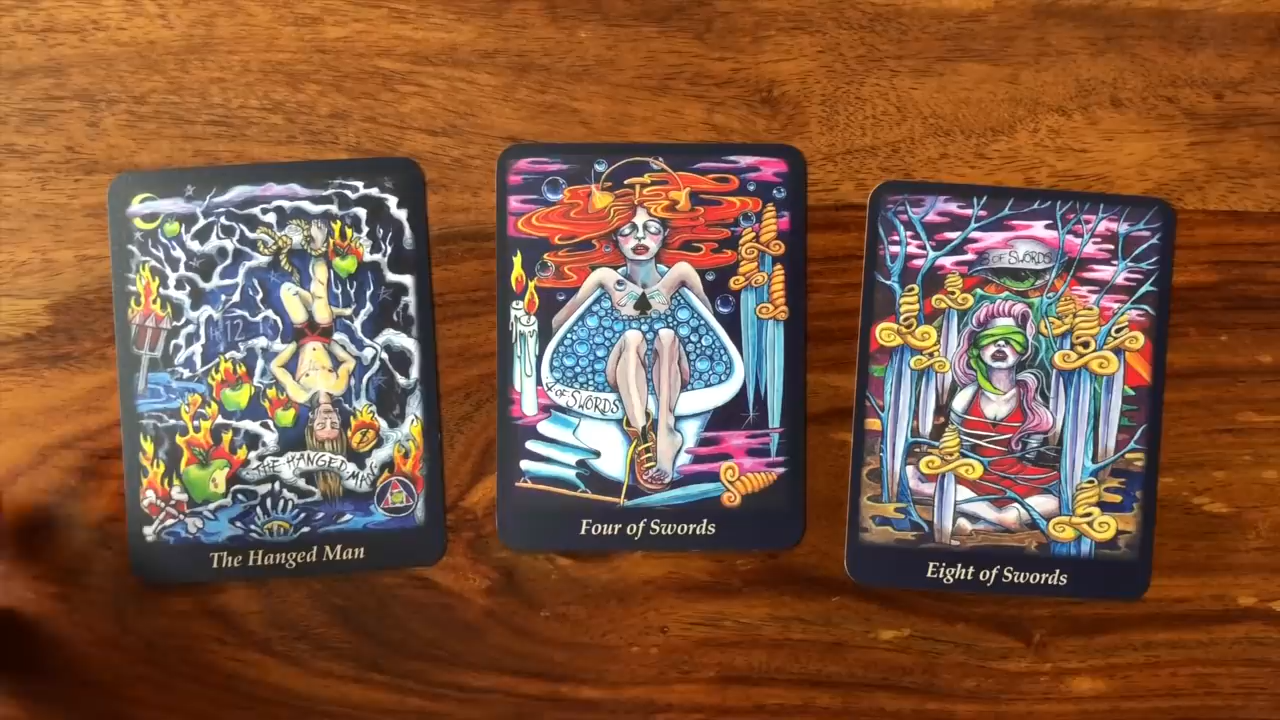 12
THE HANGED MAN
The Hanged Man
4 OF SWORDS
Four of Swords
8 OF SWORDS
Eight of Swords